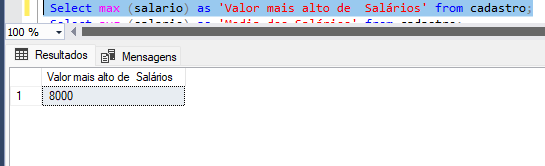 Select max (salario) as 'Valor mais alto de  Salários' from cadastro;
100 %
Resultados Mensagens
Valor mais alto de  Salários
1 8000